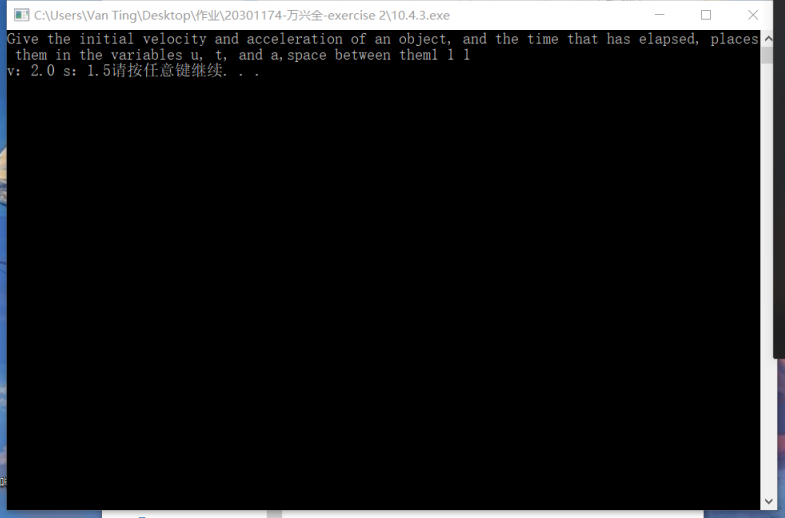 C:\Users\Van Ting\Desktop\作业\20301174-万兴全-exercise 2\10.4.3.exe
Give the initial velocity and acceleration of an object, and the time that has elapsed, places
 them in the variables u, t, and a,space between them1 1 1
v: 2.0 s: 1.5请按任意键继续. . .